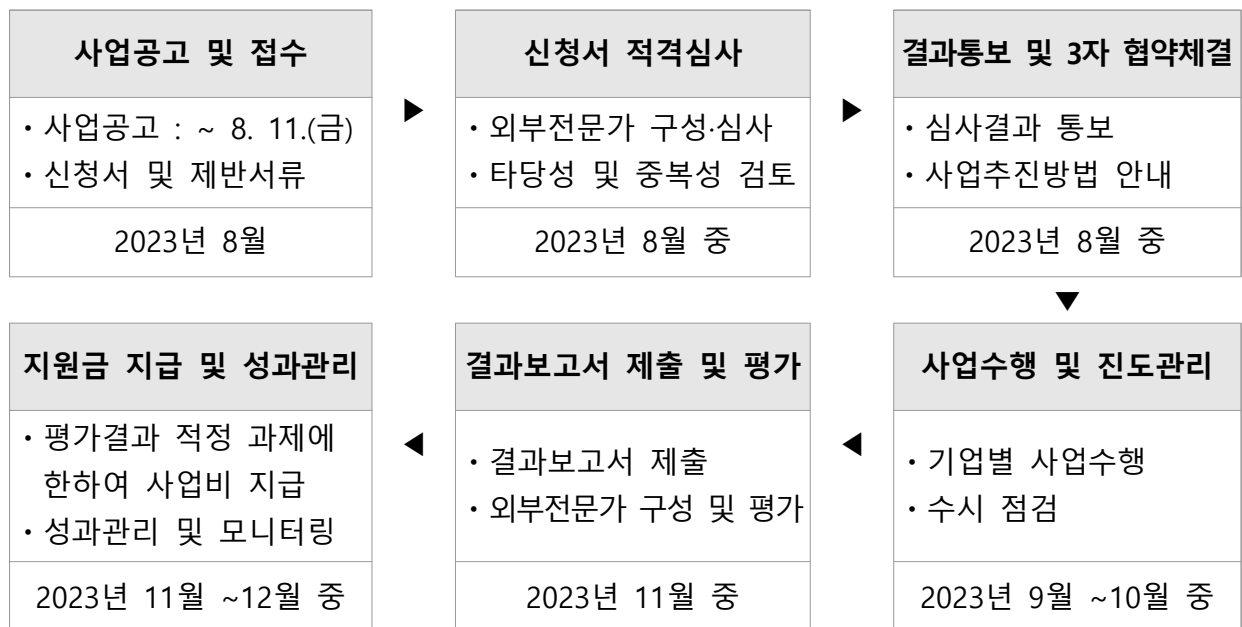 사업공고 및 접수
· 사업공고 : ~ 8. 11.(금)
· 신청서 및 제반서류
2023년 8월
▶
신청서 적격심사
· 외부전문가 구성·심사
· 타당성 및 중복성 검토
2023년 8월 중
▶
결과통보 및 3자 협약체결
· 심사결과 통보
· 사업추진방법 안내
2023년 8월 중
▼
사업수행 및 진도관리
· 기업별 사업수행
· 수시 점검
2023년 9월 ~10월 중
◀
결과보고서 제출 및 평가
· 결과보고서 제출
· 외부전문가 구성 및 평가
2023년 11월 중
◀
지원금 지급 및 성과관리
· 평가결과 적정 과제에
한하여 사업비 지급
· 성과관리 및 모니터링
2023년 11월 ~12월 중